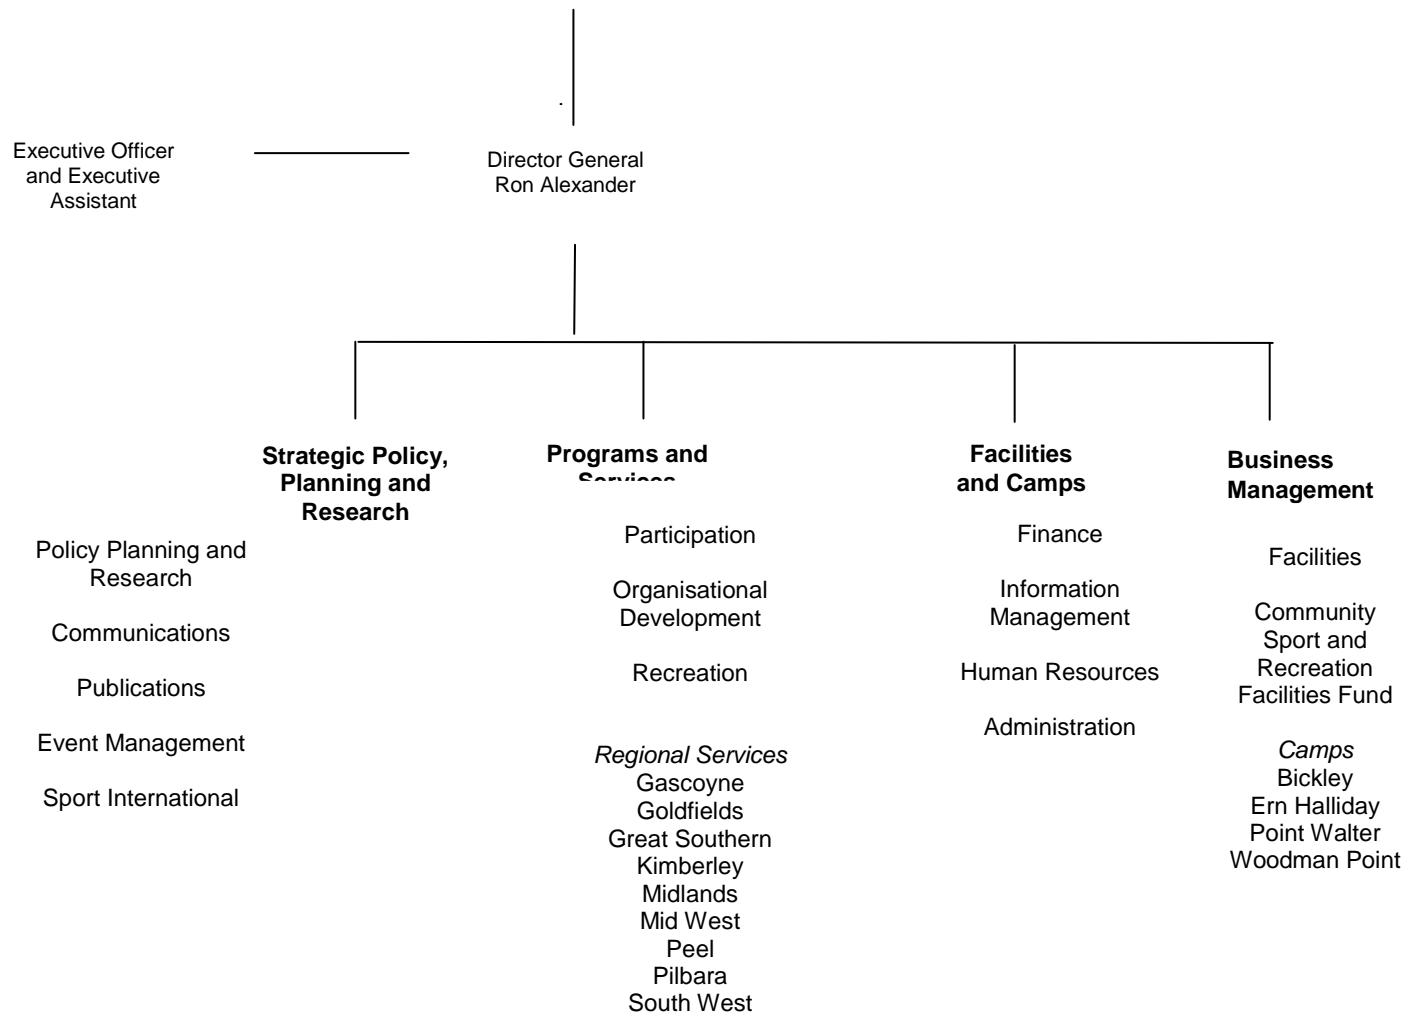 Executive Officer
and Executive
Assistant
Director General
Ron Alexander
Strategic Policy,
Planning and
Research
Policy Planning and
Research
Communications
Publications
Event Management
Sport International
Programs and
Services
Participation
Organisational
Development
Recreation
Regional Services
Gascoyne
Goldfields
Great Southern
Kimberley
Midlands
Mid West
Peel
Pilbara
South West
Facilities
and Camps
Finance
Information
Management
Human Resources
Administration
Business
Management
Facilities
Community
Sport and
Recreation
Facilities Fund
Camps
Bickley
Ern Halliday
Point Walter
Woodman Point